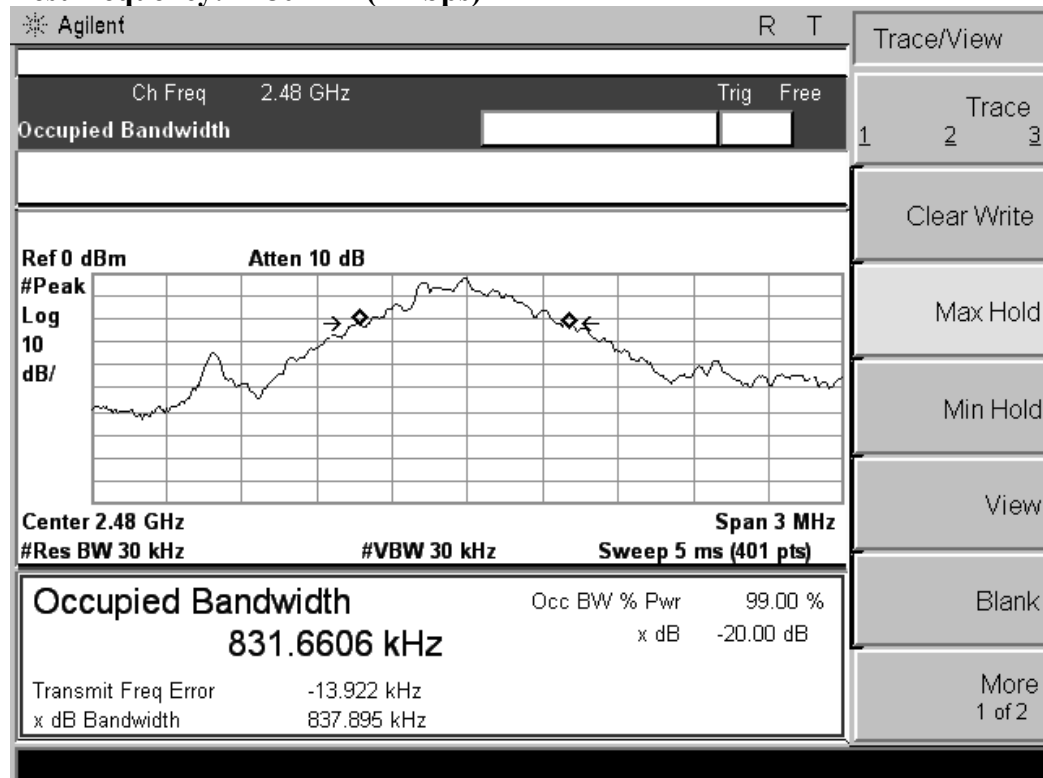 Agilent R T
Trace/View
Ch Freq 2.48 GHz Trig Free
Occupied Bandwidth
Trace
1 2 3
Clear Write
Ref 0 dBm Atten 10 dB
#Peak
Log
10
dB/
Max Hold
Min Hold
View
Center 2.48 GHz Span 3 MHz
#Res BW 30 kHz #VBW 30 kHz Sweep 5 ms (401 pts)
Occupied Bandwidth Occ BW % Pwr 99.00 %
831.6606 kHz x dB -20.00 dB
Blank
Transmit Freq Error -13.922 kHz
x dB Bandwidth 837.895 kHz
More
1 of 2